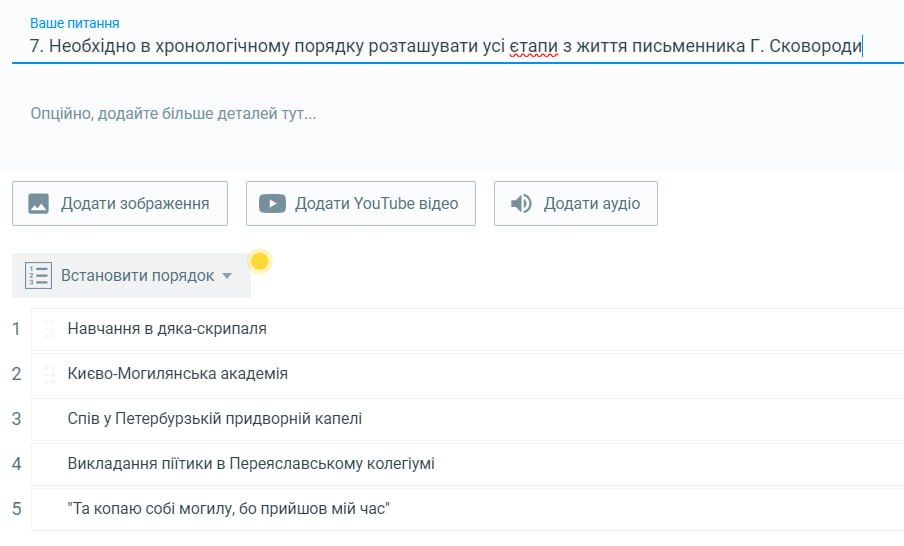 Ваше питання
7. Необхідно в хронологічному порядку розташувати усі єтапи з життя письменника Г. Сковороди
Опційно, додайте більше деталей тут...
Додати зображення
Додати YouTube відео
Додати аудіо
Встановити порядок
1 Навчання в дяка-скрипаля
2 Києво-Могилянська академія
3 Спів у Петербурзькій придворній капелі
4 Викладання піїтики в Переяславському колегіумі
5 "Та копаю собі могилу, бо прийшов мій час"